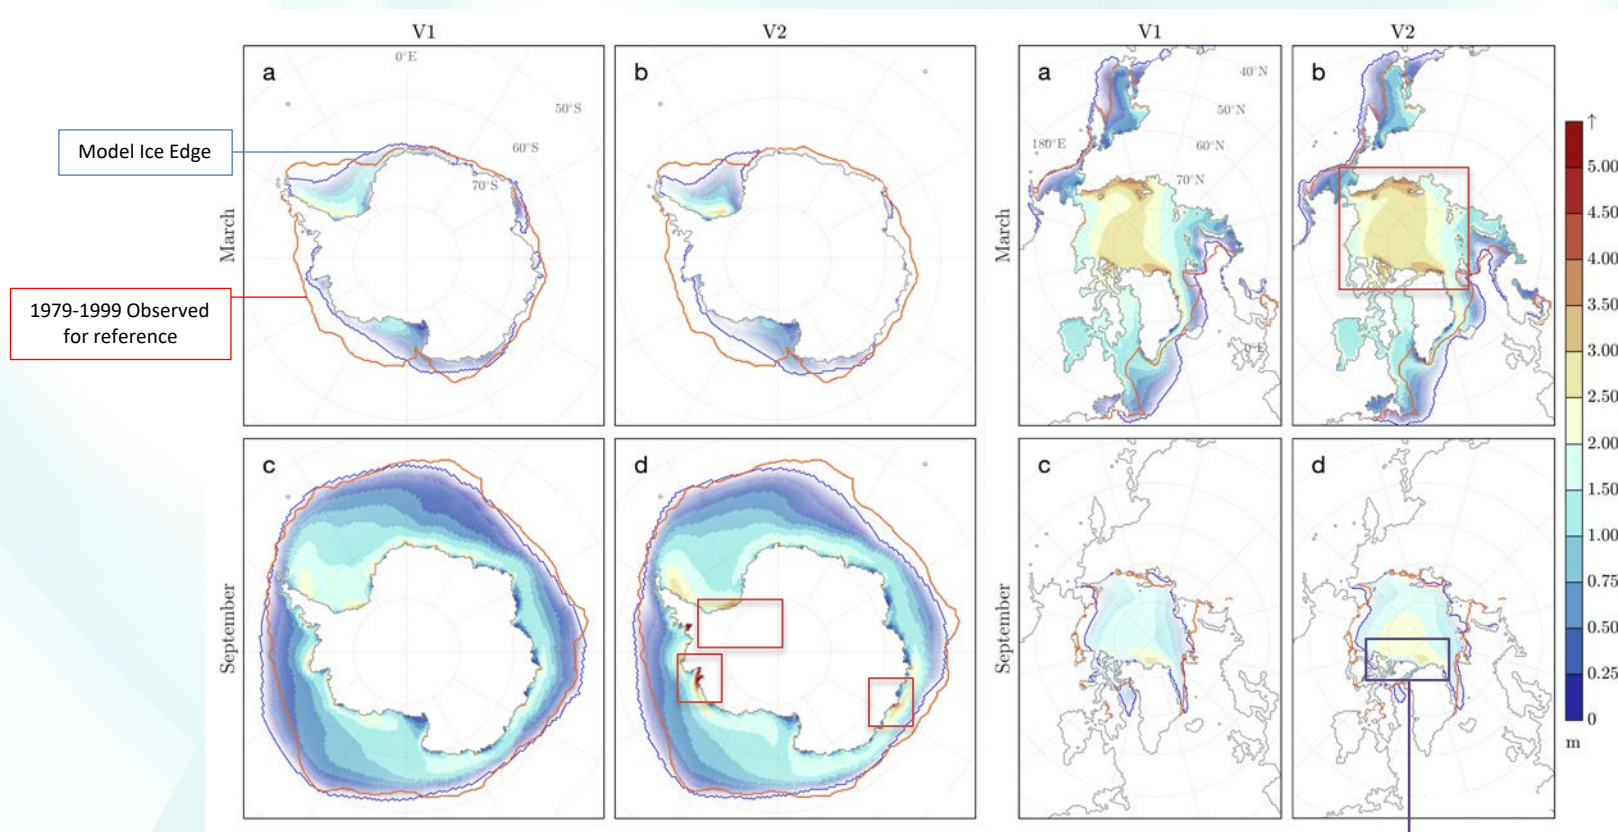 V1
V2
V1
V2
a
0°E
50°S
60°S
70°S
b
a
40°N
50°N
180°E
60°N
70°N
0°E
b
Model Ice Edge
1979-1999 Observed
for reference
March
March
c
d
c
d
September
September
↑
5.00
4.50
4.00
3.50
3.00
2.50
2.00
1.50
1.00
0.75
0.50
0.25
0
m